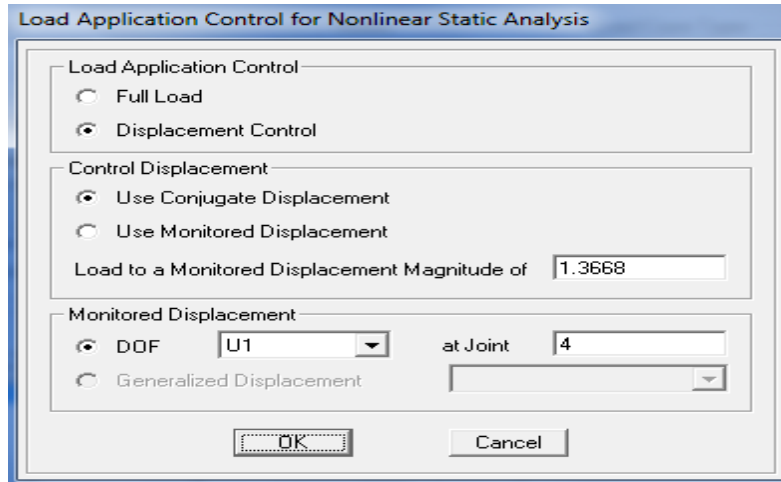 Load Application Control for Nonlinear Static Analysis
Load Application Control
Full Load
Displacement Control
Control Displacement
Use Conjugate Displacement
Use Monitored Displacement
Load to a Monitored Displacement Magnitude of 1.3668
Monitored Displacement
DOF U1 at Joint 4
Generalized Displacement
OK Cancel